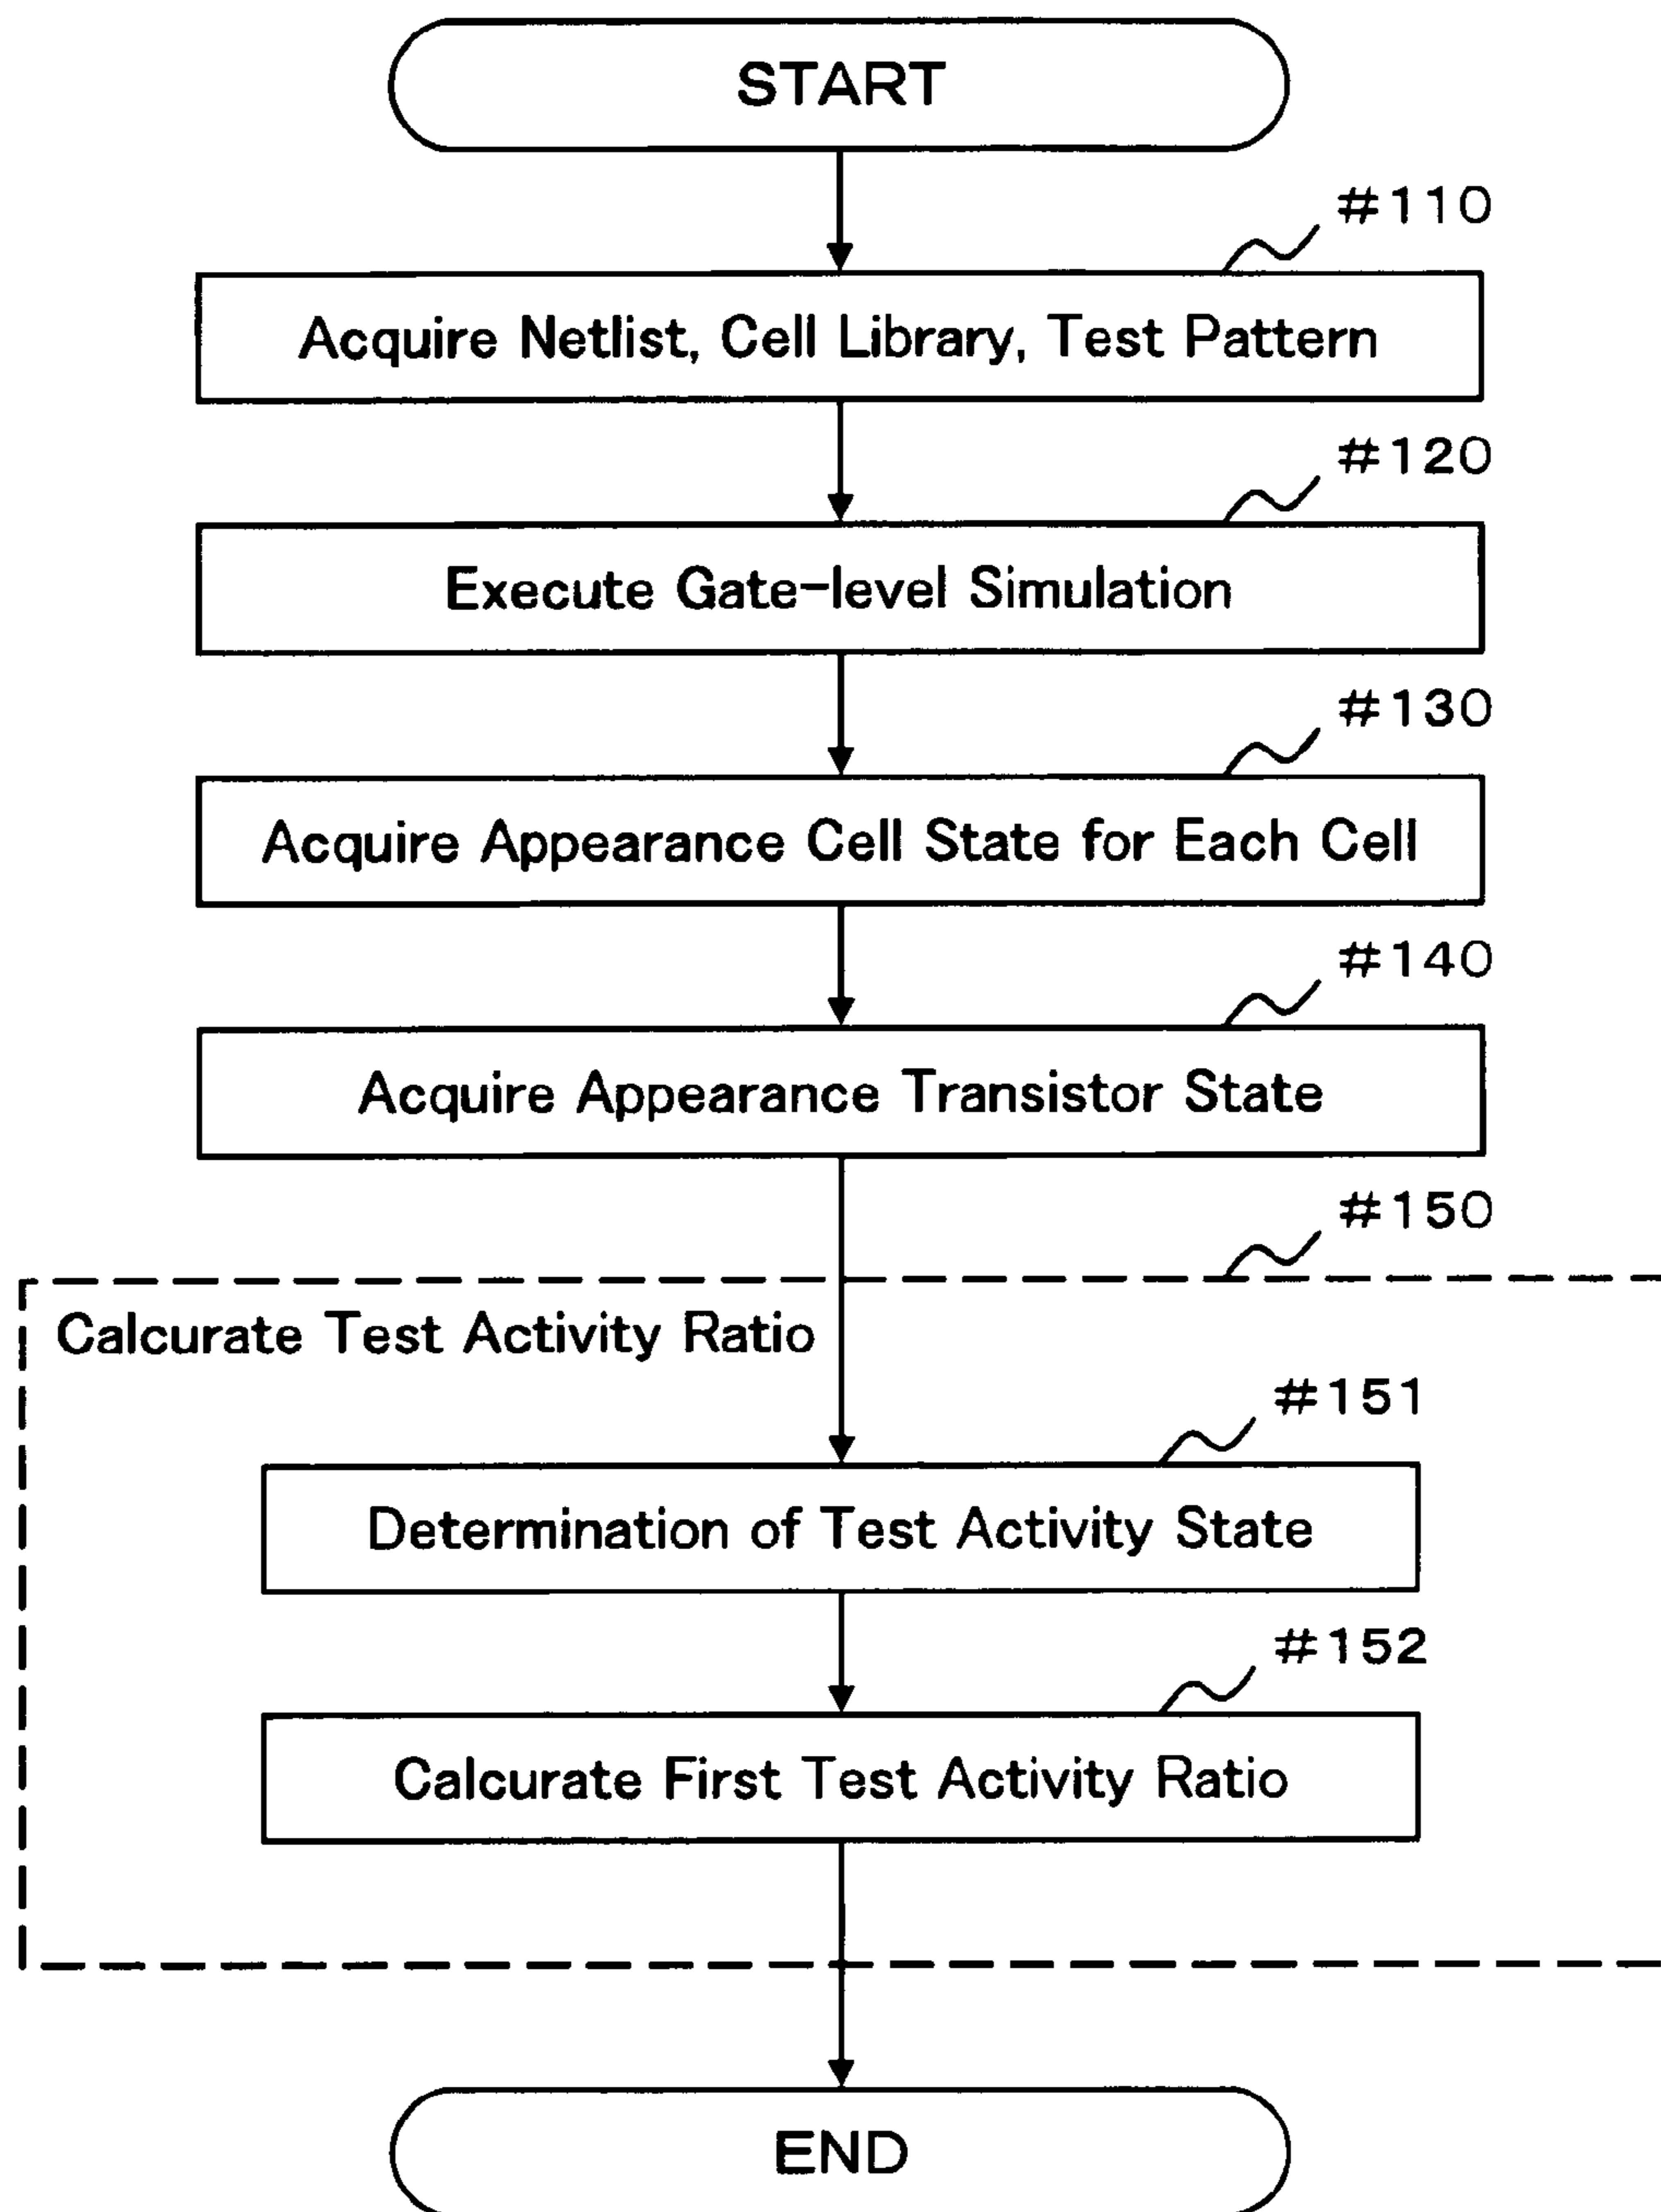 START
#110
Acquire Netlist, Cell Library, Test Pattern
#120
Execute Gate-level Simulation
#130
Acquire Appearance Cell State for Each Cell
#140
Acquire Appearance Transistor State
#150
Calcurate Test Activity Ratio
#151
Determination of Test Activity State
#152
Calcurate First Test Activity Ratio
END